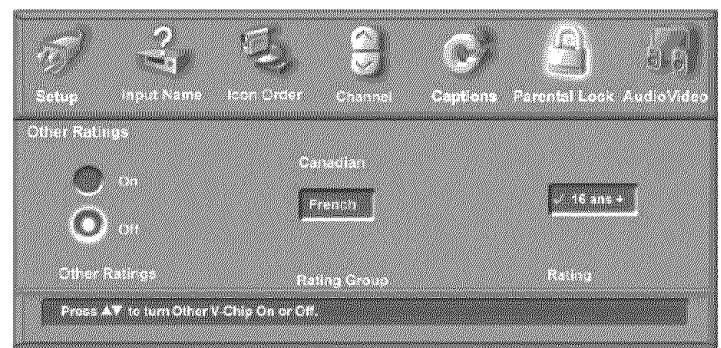 Setup
Input Name
Icon Order
Channel
Captions
Parental Lock
AudioVideo
Other Ratings
On
Off
Other Ratings
Canadian
French
Rating Group
✓ 16 ans +
Rating
Press ▲▼ to turn Other V-Chip On or Off.